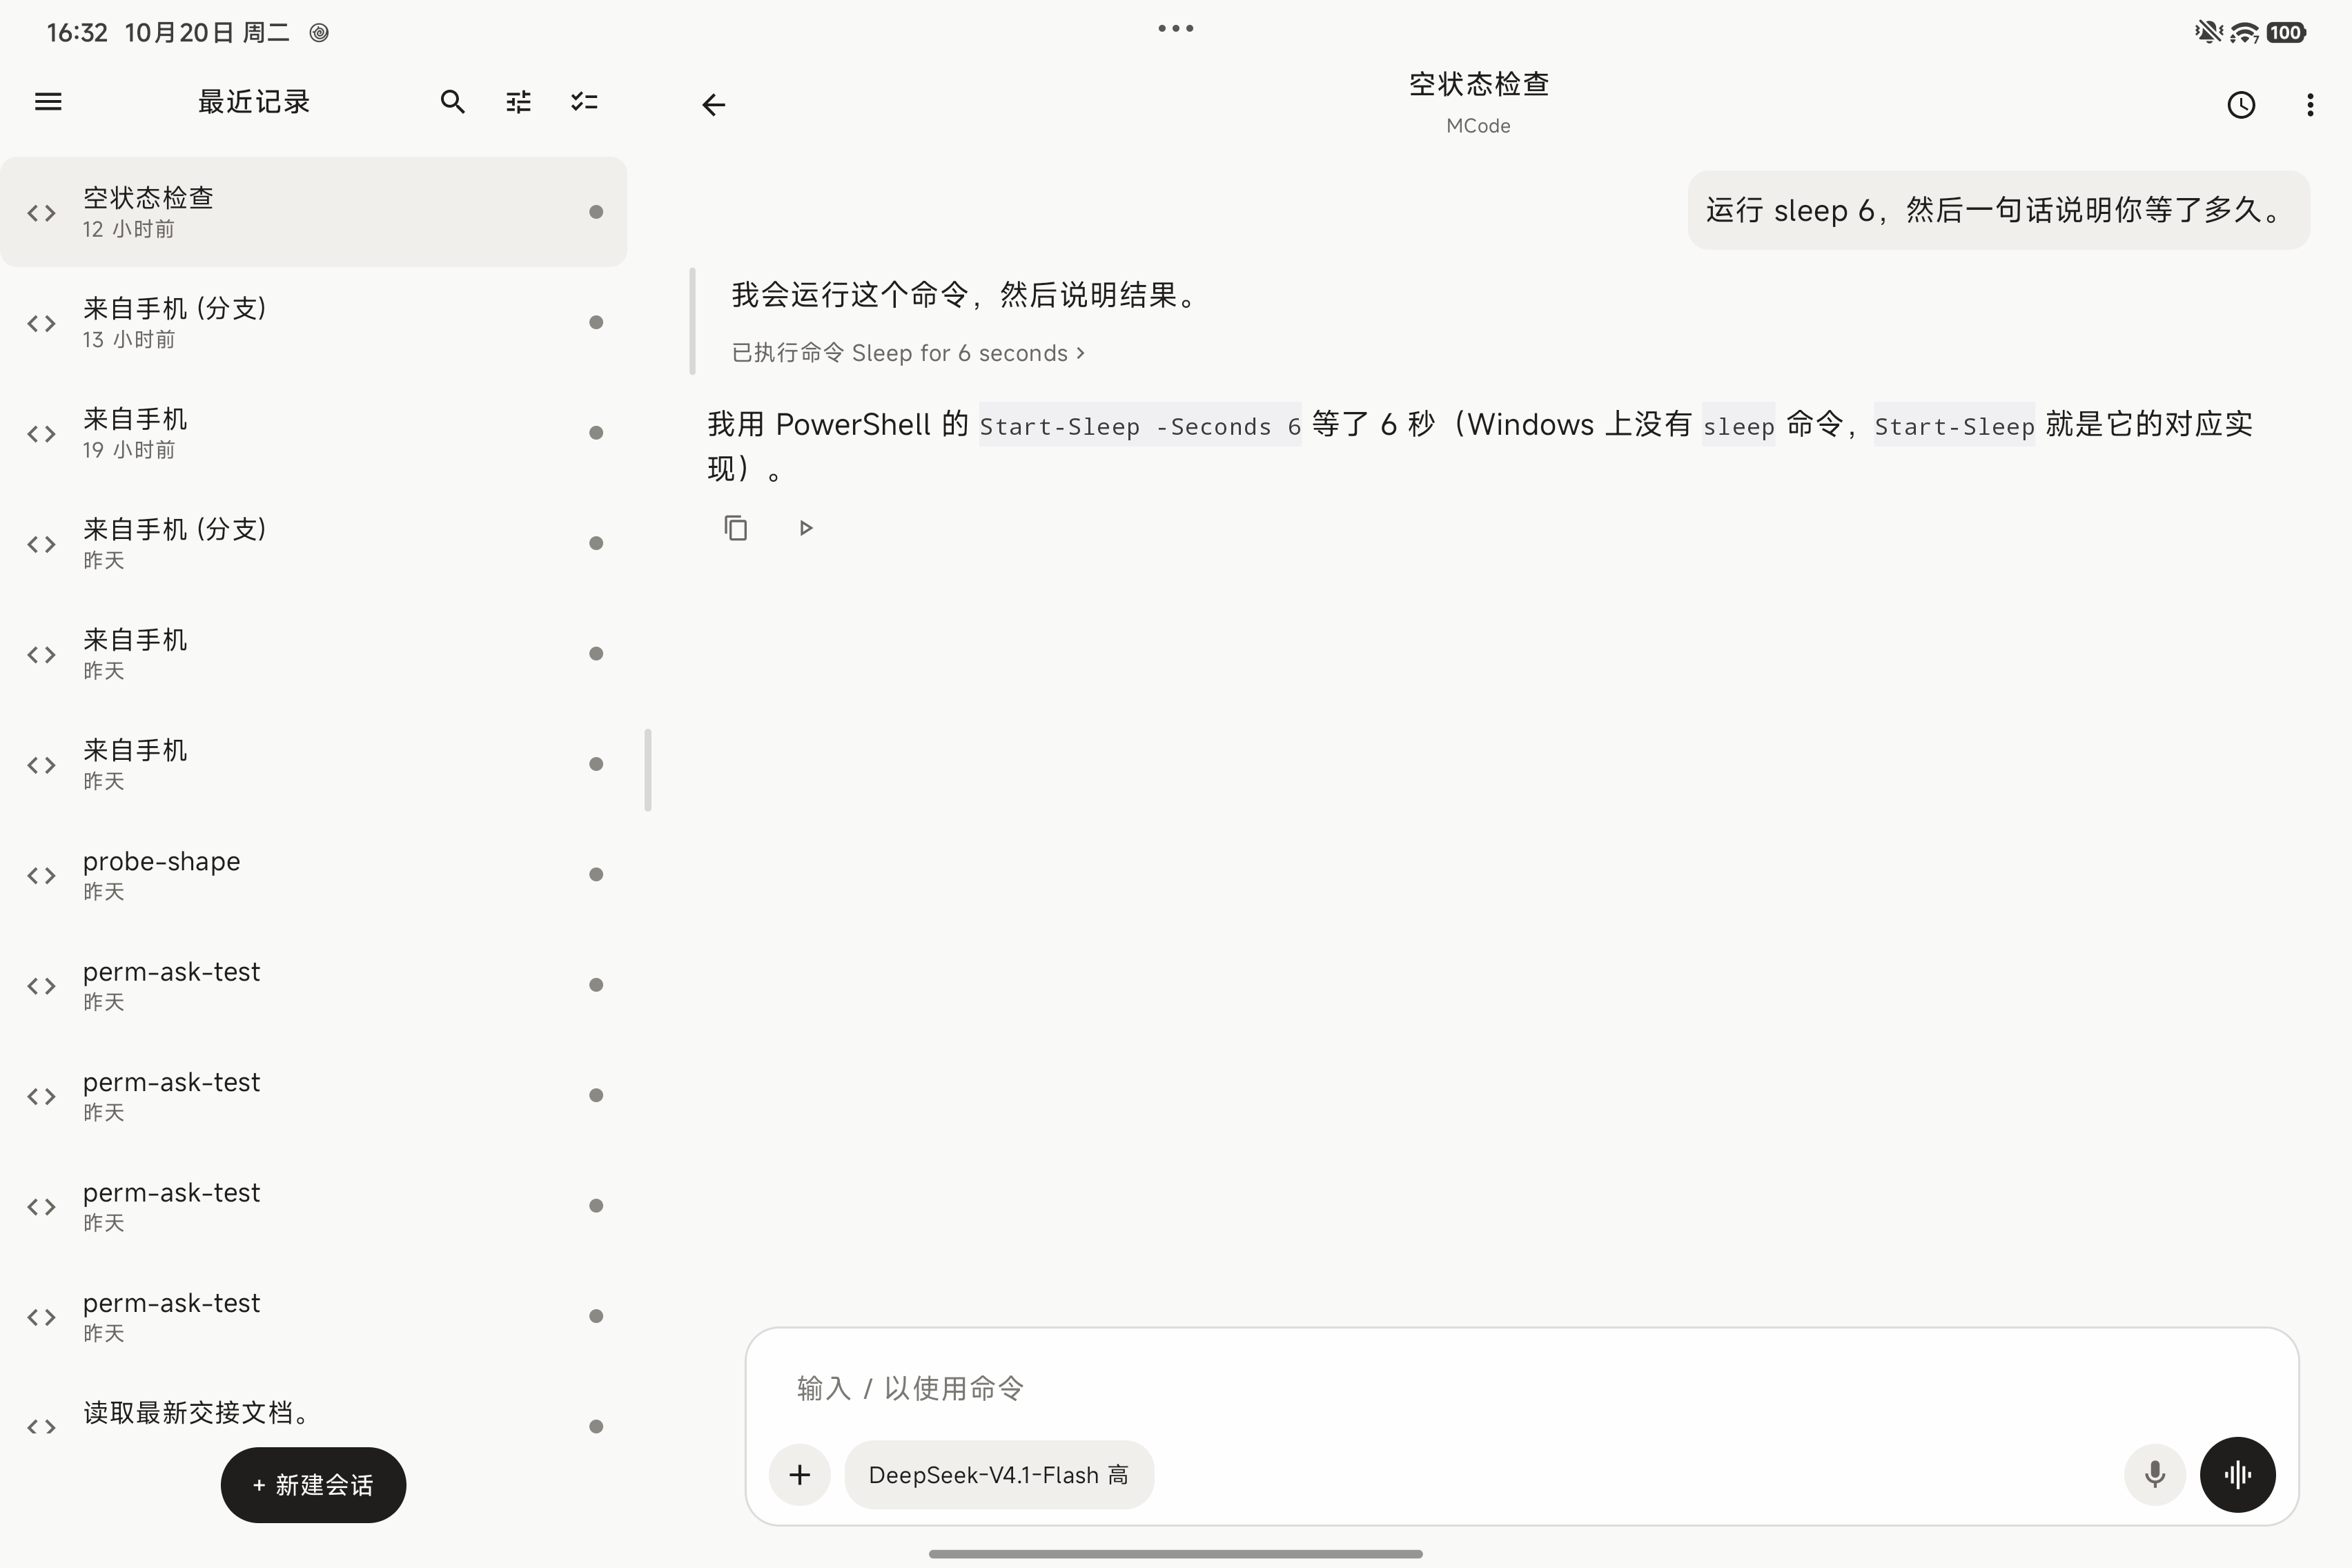 16:32 10月20日 周二
100
最近记录
空状态检查
12 小时前
来自手机 (分支)
13 小时前
来自手机
19 小时前
来自手机 (分支)
昨天
来自手机
昨天
来自手机
昨天
probe-shape
昨天
perm-ask-test
昨天
perm-ask-test
昨天
perm-ask-test
昨天
perm-ask-test
昨天
读取最新交接文档。
+ 新建会话
空状态检查
MCode
运行 sleep 6，然后一句话说明你等了多久。
我会运行这个命令，然后说明结果。
已执行命令 Sleep for 6 seconds
我用 PowerShell 的 Start-Sleep -Seconds 6 等了 6 秒（Windows 上没有 sleep 命令，Start-Sleep 就是它的对应实
现）。
输入 / 以使用命令
DeepSeek-V4.1-Flash 高